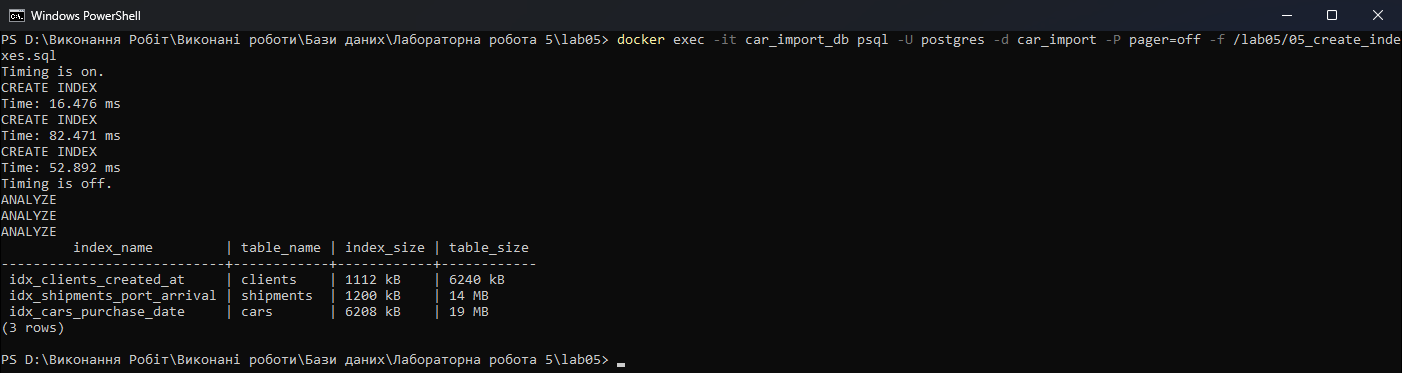 Windows PowerShell
PS D:\Виконання Робіт\Виконані роботи\Бази даних\Лабораторна робота 5\lab05> docker exec -it car_import_db psql -U postgres -d car_import -P pager=off -f /lab05/05_create_inde
xes.sql
Timing is on.
CREATE INDEX
Time: 16.476 ms
CREATE INDEX
Time: 82.471 ms
CREATE INDEX
Time: 52.892 ms
Timing is off.
ANALYZE
ANALYZE
ANALYZE
         index_name         | table_name | index_size | table_size
----------------------------+------------+------------+------------
 idx_clients_created_at     | clients    | 1112 kB    | 6240 kB
 idx_shipments_port_arrival | shipments  | 1200 kB    | 14 MB
 idx_cars_purchase_date     | cars       | 6208 kB    | 19 MB
(3 rows)
PS D:\Виконання Робіт\Виконані роботи\Бази даних\Лабораторна робота 5\lab05>